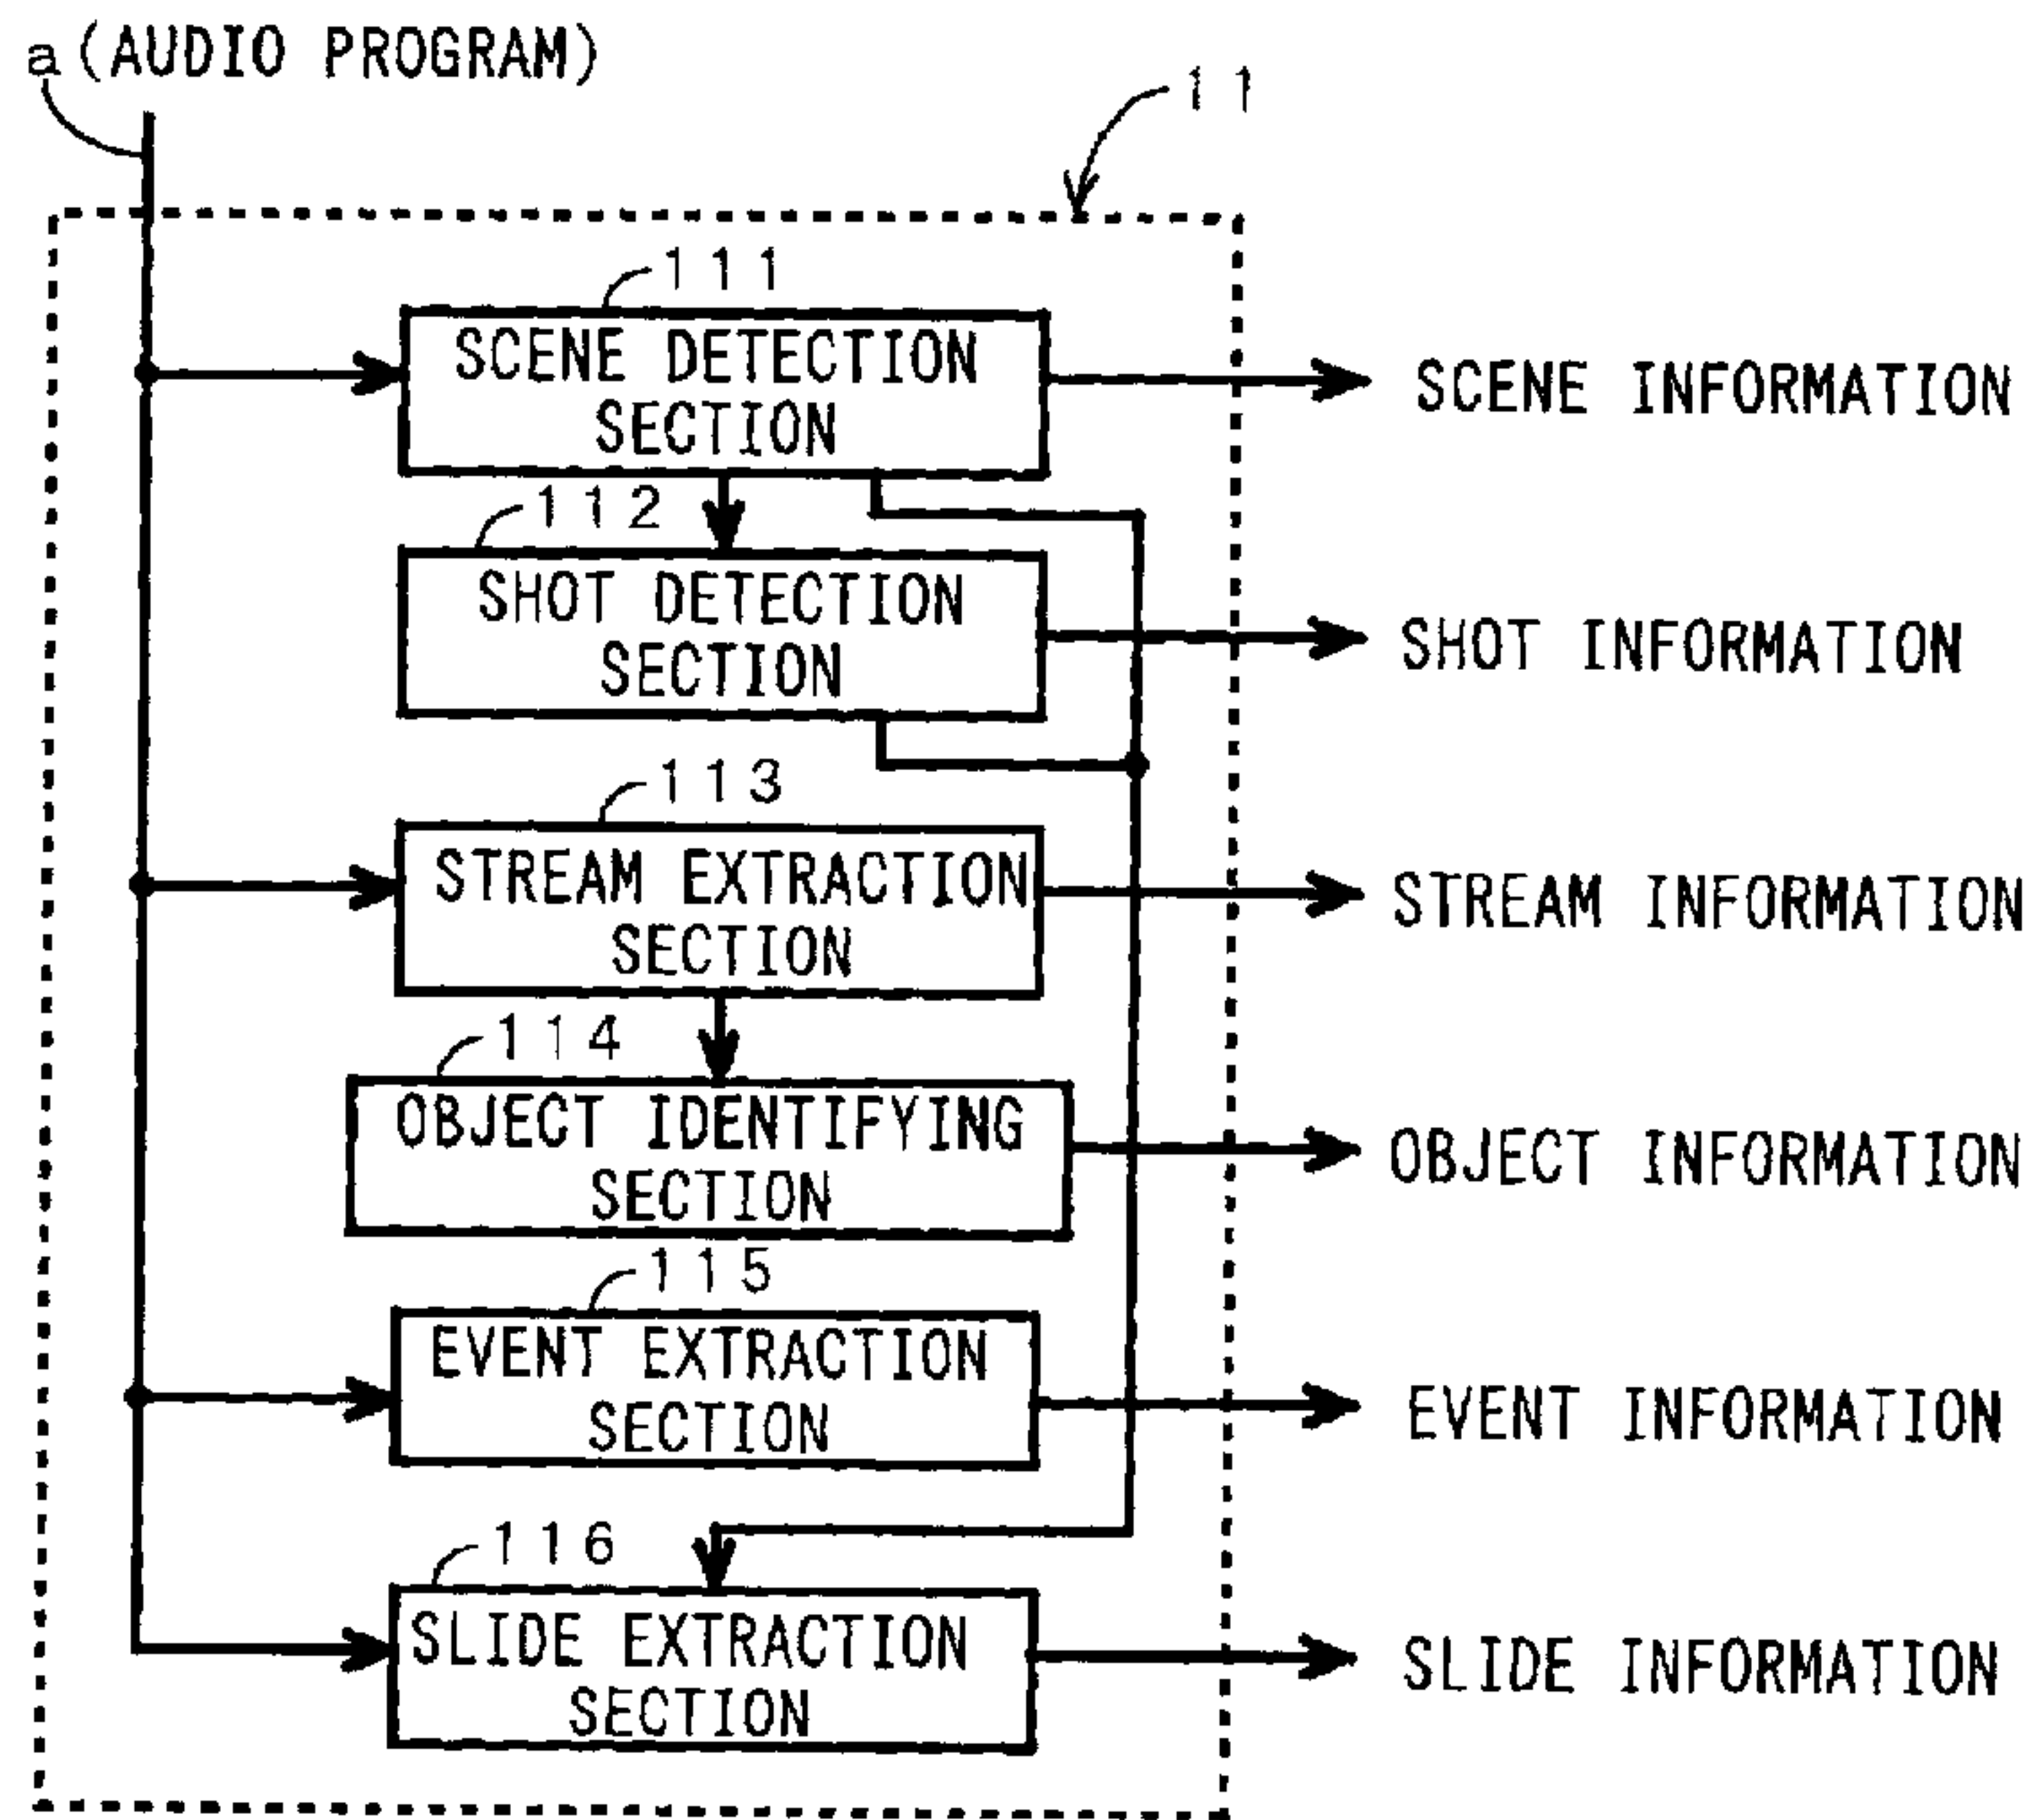 a (AUDIO PROGRAM)
11
111
SCENE DETECTION
SECTION
SCENE INFORMATION
112
SHOT DETECTION
SECTION
SHOT INFORMATION
113
STREAM EXTRACTION
SECTION
STREAM INFORMATION
114
OBJECT IDENTIFYING
SECTION
OBJECT INFORMATION
115
EVENT EXTRACTION
SECTION
EVENT INFORMATION
116
SLIDE EXTRACTION
SECTION
SLIDE INFORMATION